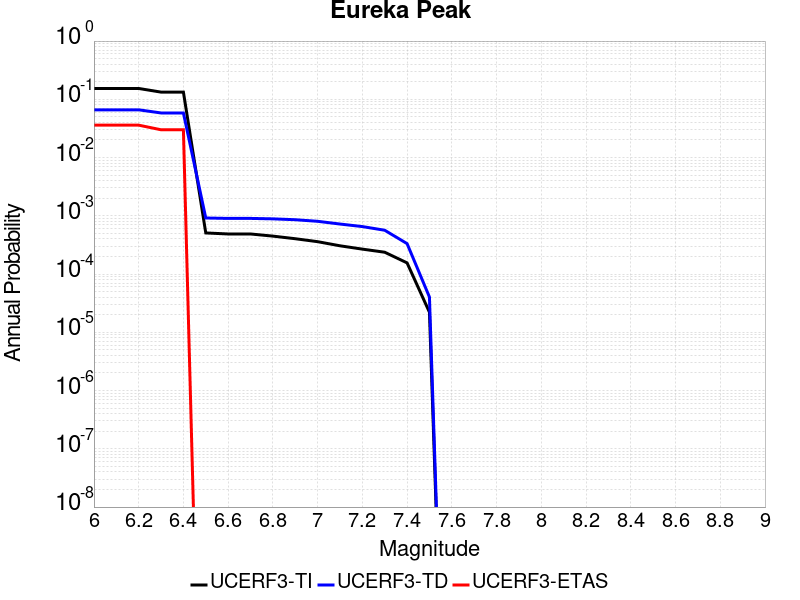 Eureka Peak
10^0
10^-1
10^-2
10^-3
10^-4
10^-5
10^-6
10^-7
10^-8
Annual Probability
6 6.2 6.4 6.6 6.8 7 7.2 7.4 7.6 7.8 8 8.2 8.4 8.6 8.8 9
Magnitude
UCERF3-TI UCERF3-TD UCERF3-ETAS